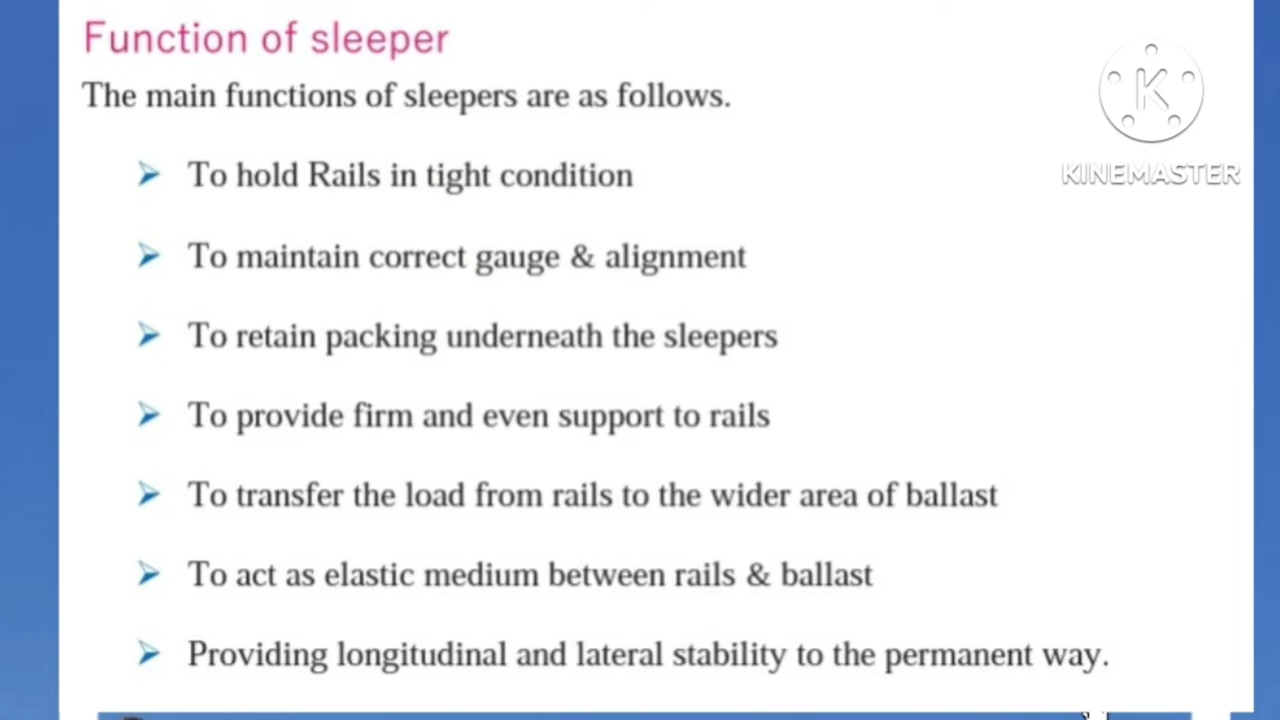 Function of sleeper
The main functions of sleepers are as follows.
K
KINEMASTER
➢ To hold Rails in tight condition
➢ To maintain correct gauge & alignment
➢ To retain packing underneath the sleepers
➢ To provide firm and even support to rails
➢ To transfer the load from rails to the wider area of ballast
➢ To act as elastic medium between rails & ballast
➢ Providing longitudinal and lateral stability to the permanent way.